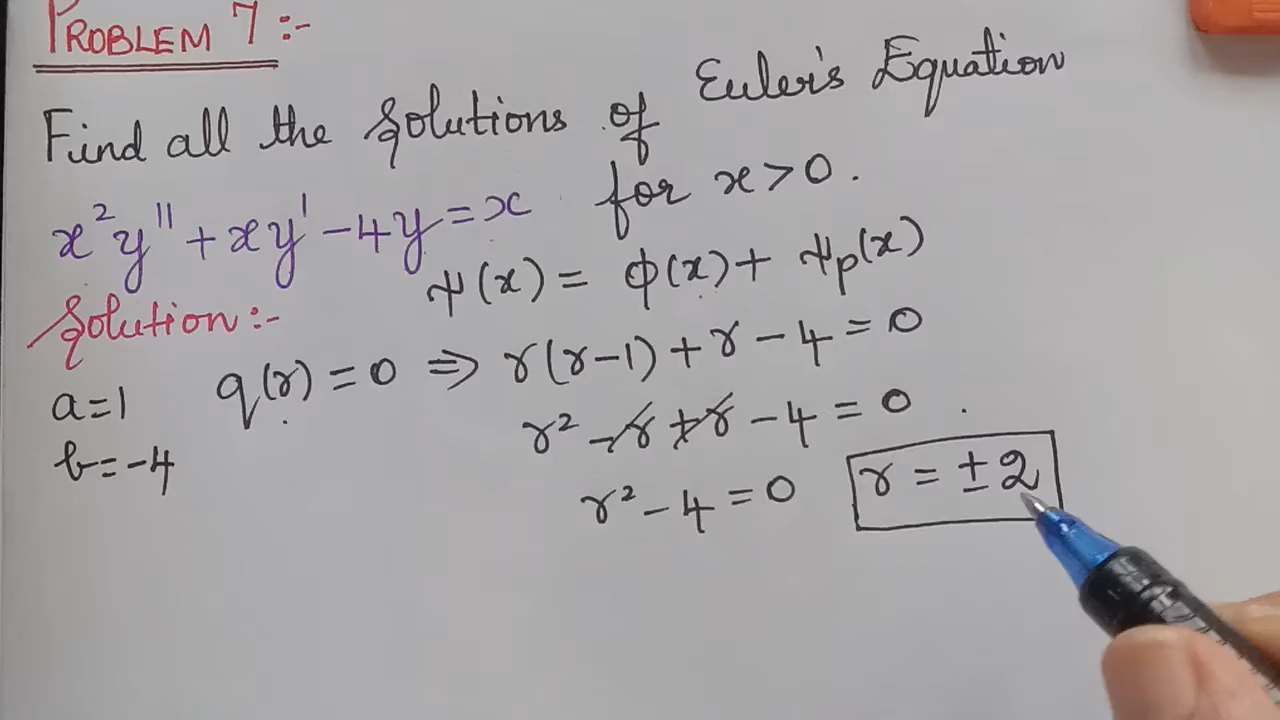 PROBLEM 7:-
Find all the Solutions of Euler's Equation
x²y'' + xy' - 4y = x for x > 0.
Solution:- ψ(x) = ϕ(x) + ψp(x)
a=1 q(r) = 0 ⇒ r(r-1) + r - 4 = 0
b=-4 r² - r + r - 4 = 0
r² - 4 = 0 r = ±2